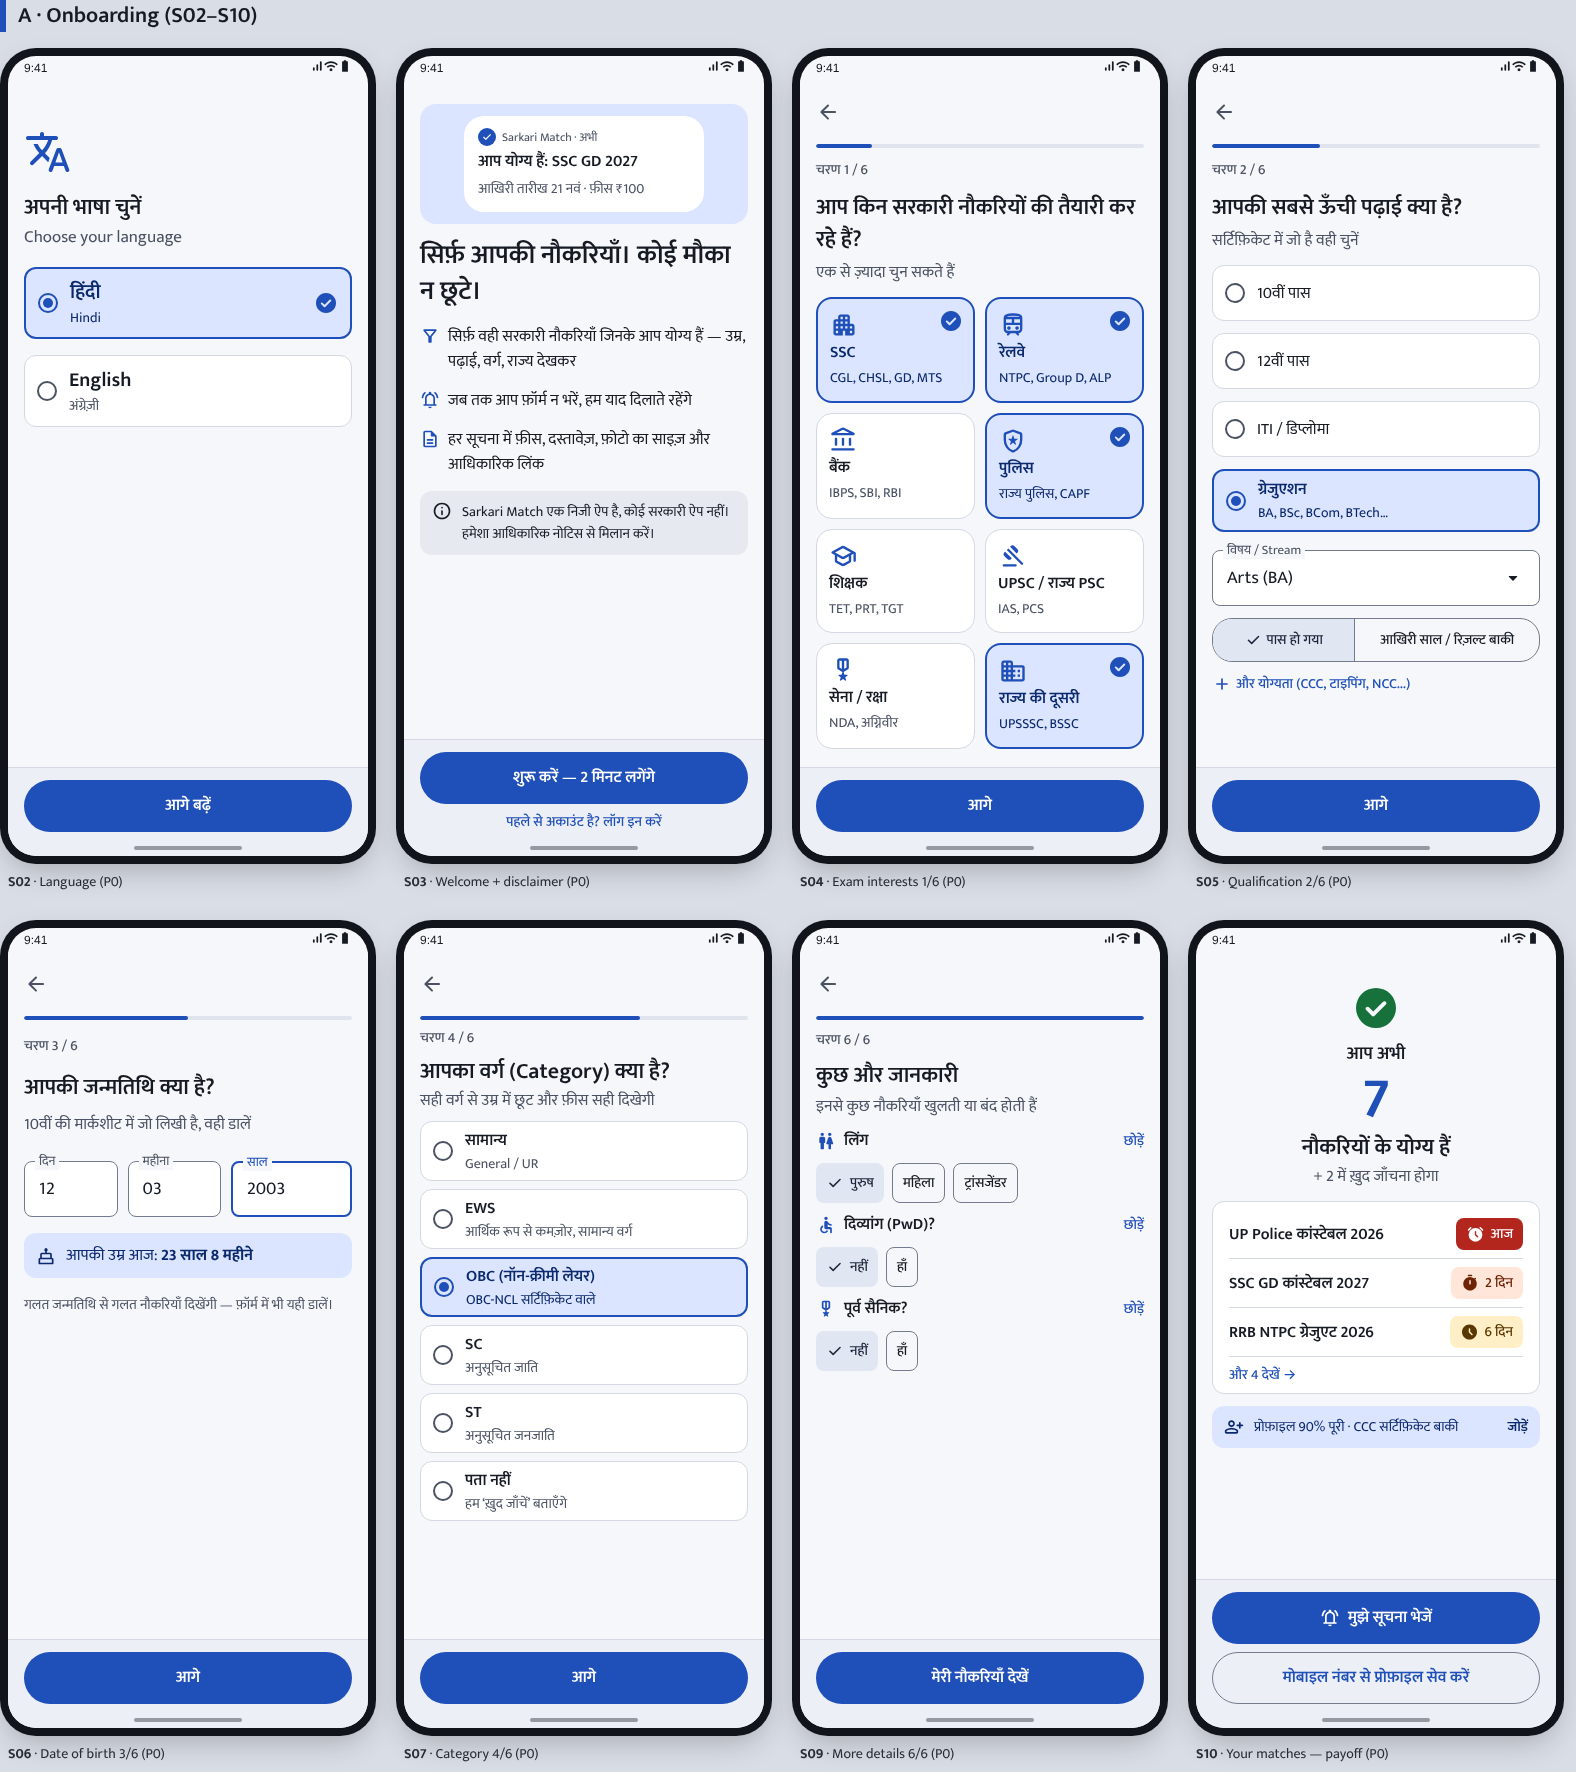 A · Onboarding (S02–S10)
9:41
अपनी भाषा चुनें
Choose your language
हिंदी
Hindi
English
अंग्रेज़ी
आगे बढ़ें
S02 · Language (P0)
9:41
Sarkari Match · अभी
आप योग्य हैं: SSC GD 2027
आखिरी तारीख 21 नवं · फ़ीस ₹100
सिर्फ़ आपकी नौकरियाँ। कोई मौका
न छूटे।
सिर्फ़ वही सरकारी नौकरियाँ जिनके आप योग्य हैं — उम्र,
पढ़ाई, वर्ग, राज्य देखकर
जब तक आप फ़ॉर्म न भरें, हम याद दिलाते रहेंगे
हर सूचना में फ़ीस, दस्तावेज़, फ़ोटो का साइज़ और
आधिकारिक लिंक
Sarkari Match एक निजी ऐप है, कोई सरकारी ऐप नहीं।
हमेशा आधिकारिक नोटिस से मिलान करें।
शुरू करें — 2 मिनट लगेंगे
पहले से अकाउंट है? लॉग इन करें
S03 · Welcome + disclaimer (P0)
9:41
चरण 1 / 6
आप किन सरकारी नौकरियों की तैयारी कर
रहे हैं?
एक से ज़्यादा चुन सकते हैं
SSC
CGL, CHSL, GD, MTS
रेलवे
NTPC, Group D, ALP
बैंक
IBPS, SBI, RBI
पुलिस
राज्य पुलिस, CAPF
शिक्षक
TET, PRT, TGT
UPSC / राज्य PSC
IAS, PCS
सेना / रक्षा
NDA, अग्निवीर
राज्य की दूसरी
UPSSSC, BSSC
आगे
S04 · Exam interests 1/6 (P0)
9:41
चरण 2 / 6
आपकी सबसे ऊँची पढ़ाई क्या है?
सर्टिफ़िकेट में जो है वही चुनें
10वीं पास
12वीं पास
ITI / डिप्लोमा
ग्रेजुएशन
BA, BSc, BCom, BTech…
विषय / Stream
Arts (BA)
पास हो गया
आखिरी साल / रिज़ल्ट बाकी
और योग्यता (CCC, टाइपिंग, NCC…)
आगे
S05 · Qualification 2/6 (P0)
9:41
चरण 3 / 6
आपकी जन्मतिथि क्या है?
10वीं की मार्कशीट में जो लिखी है, वही डालें
दिन
12
महीना
03
साल
2003
आपकी उम्र आज: 23 साल 8 महीने
गलत जन्मतिथि से गलत नौकरियाँ दिखेंगी — फ़ॉर्म में भी यही डालें।
आगे
S06 · Date of birth 3/6 (P0)
9:41
चरण 4 / 6
आपका वर्ग (Category) क्या है?
सही वर्ग से उम्र में छूट और फ़ीस सही दिखेगी
सामान्य
General / UR
EWS
आर्थिक रूप से कमज़ोर, सामान्य वर्ग
OBC (नॉन-क्रीमी लेयर)
OBC-NCL सर्टिफ़िकेट वाले
SC
अनुसूचित जाति
ST
अनुसूचित जनजाति
पता नहीं
हम ‘ख़ुद जाँचें’ बताएँगे
आगे
S07 · Category 4/6 (P0)
9:41
चरण 6 / 6
कुछ और जानकारी
इनसे कुछ नौकरियाँ खुलती या बंद होती हैं
लिंग
छोड़ें
पुरुष
महिला
ट्रांसजेंडर
दिव्यांग (PwD)?
छोड़ें
नहीं
हाँ
पूर्व सैनिक?
छोड़ें
नहीं
हाँ
मेरी नौकरियाँ देखें
S09 · More details 6/6 (P0)
9:41
आप अभी
7
नौकरियों के योग्य हैं
+ 2 में ख़ुद जाँचना होगा
UP Police कांस्टेबल 2026
आज
SSC GD कांस्टेबल 2027
2 दिन
RRB NTPC ग्रेजुएट 2026
6 दिन
और 4 देखें →
प्रोफ़ाइल 90% पूरी · CCC सर्टिफ़िकेट बाकी
जोड़ें
मुझे सूचना भेजें
मोबाइल नंबर से प्रोफ़ाइल सेव करें
S10 · Your matches — payoff (P0)